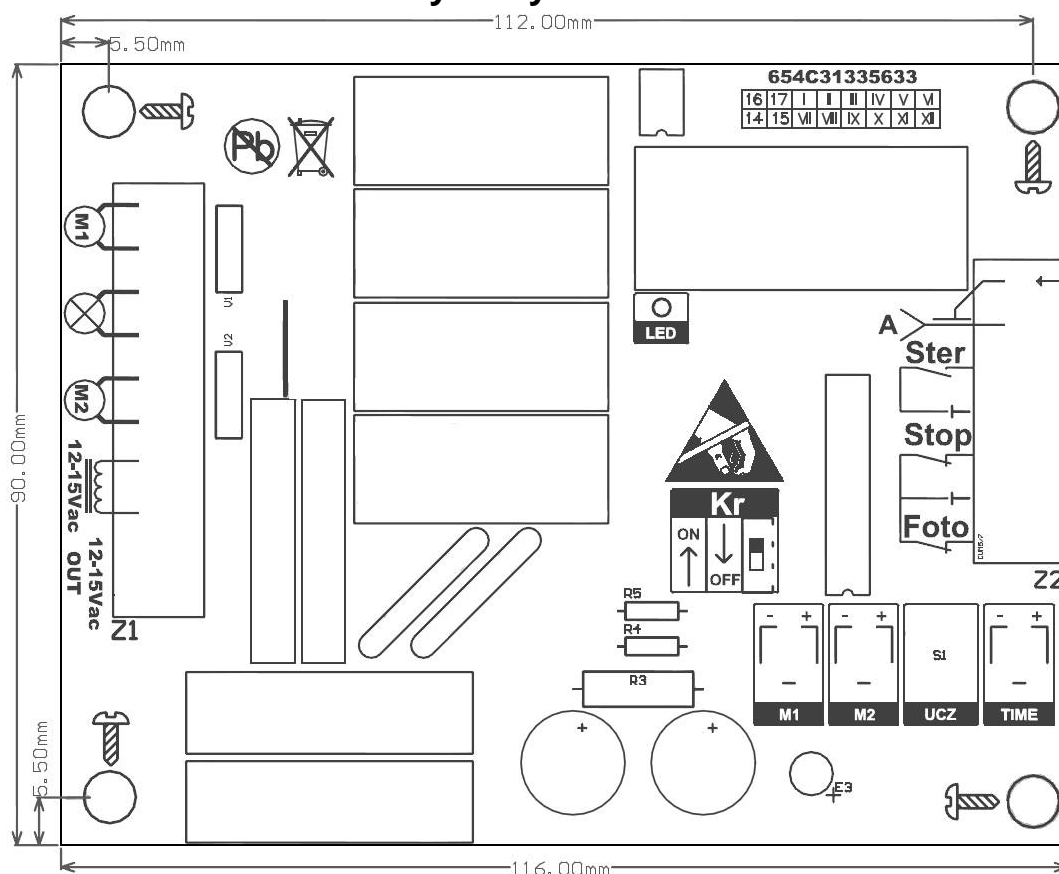 112.00mm
5.50mm
654C31335633
16 17 I II III IV V VI
14 15 VII VIII IX X XI XII
Pb
M1
U1
LED
A
Ster
U2
M2
Stop
90.00mm
12-15Vac
Kr
ON
OFF
Foto
12-15Vac
OUT
Z1
Z2
R5
R4
S1
R3
- +
- +
- +
M1
M2
UCZ
TIME
+
+
5.50mm
E3
+
116.00mm